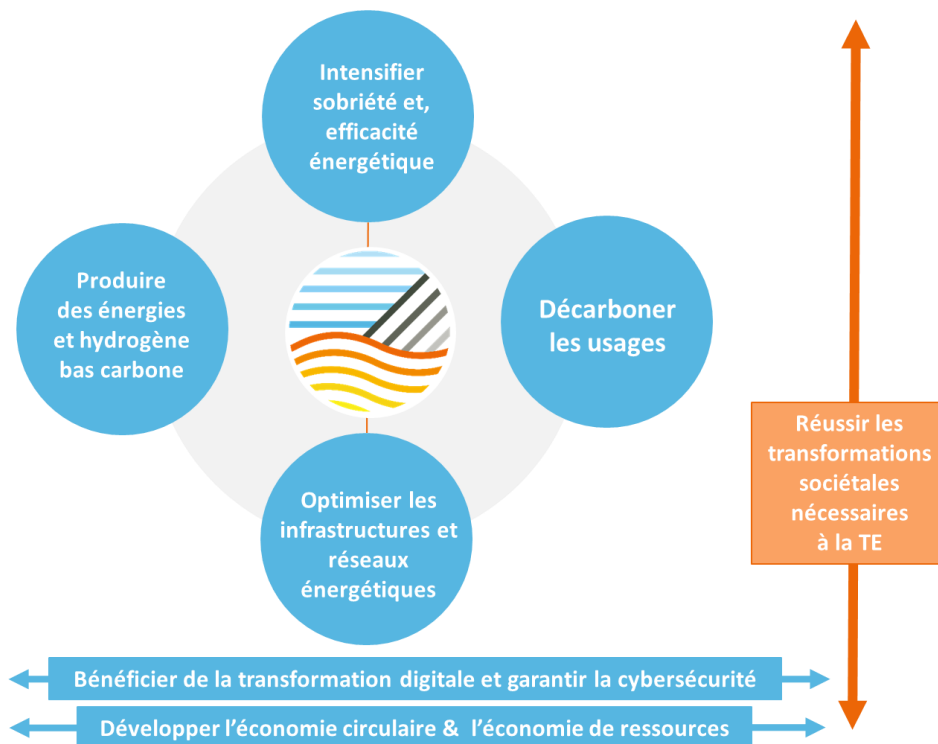 Intensifier
sobriété et,
efficacité
énergétique
Produire
des énergies
et hydrogène
bas carbone
Décarboner
les usages
Optimiser les
infrastructures et
réseaux
énergétiques
Réussir les
transformations
sociétales
nécessaires
à la TE
Bénéficier de la transformation digitale et garantir la cybersécurité
Développer l’économie circulaire & l’économie de ressources